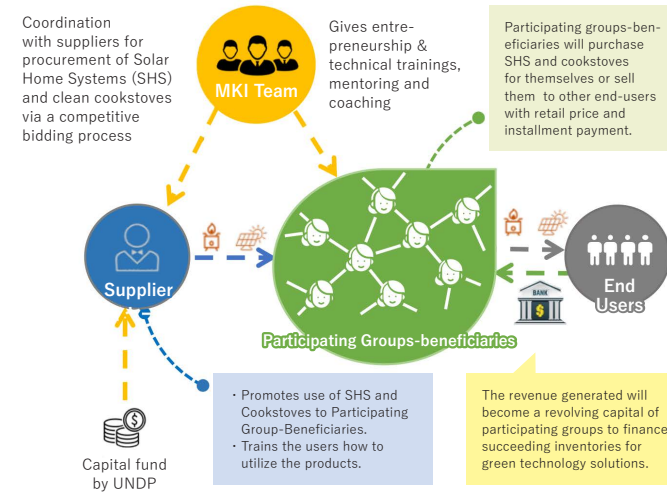 Coordination
with suppliers for
procurement of Solar
Home Systems (SHS)
and clean cookstoves
via a competitive
bidding process
MKI Team
Gives entre-
preneurship &
technical trainings,
mentoring and
coaching
Participating groups-ben-
eficiaries will purchase
SHS and cookstoves
for themselves or sell
them to other end-users
with retail price and
installment payment.
Supplier
Participating Groups-beneficiaries
BANK
$
End
Users
$
Capital fund
by UNDP
・Promotes use of SHS and
Cookstoves to Participating
Group-Beneficiaries.
・Trains the users how to
utilize the products.
The revenue generated will
become a revolving capital of
participating groups to finance
succeeding inventories for
green technology solutions.